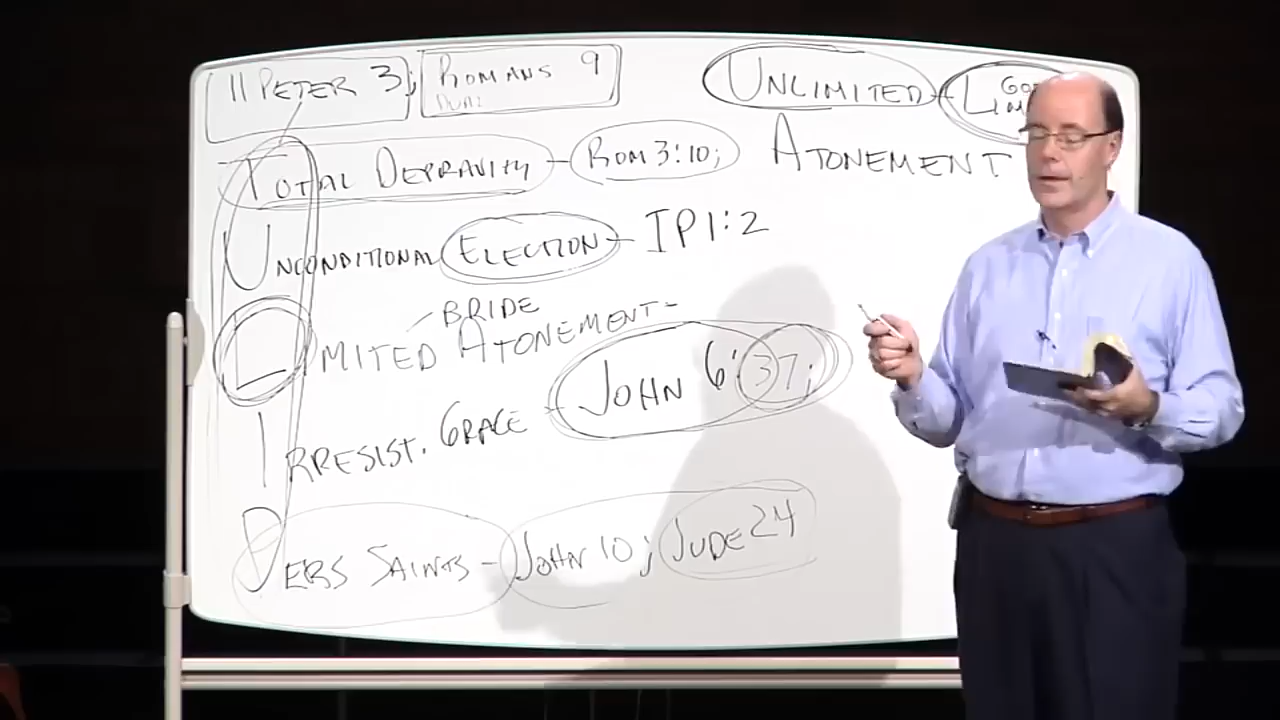 II PETER 3; ROMANS 9
UNLIMITED -
ATONEMENT
TOTAL DEPRAVITY - ROM 3:10;
UNCONDITIONAL ELECTION - I P 1:2
- BRIDE
LIMITED ATONEMENT -
IRRESIST. GRACE - JOHN 6:37;
PERS SAINTS - JOHN 10; JUDE 24